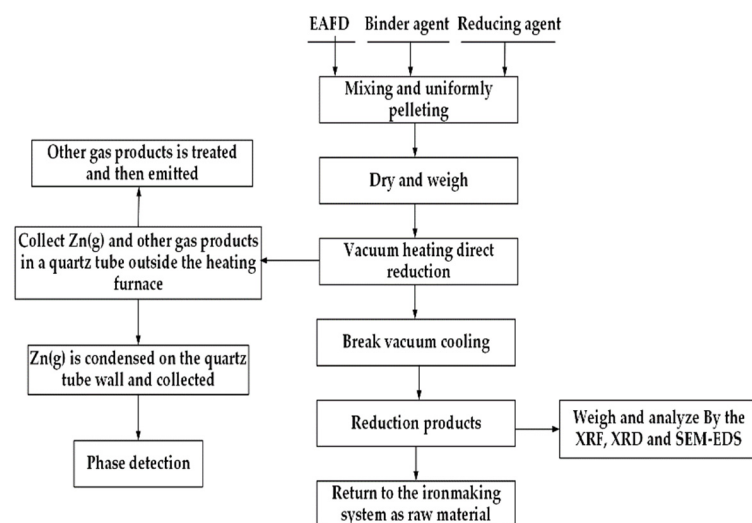 EAFD
Binder agent
Reducing agent
Mixing and uniformly
pelleting
Other gas products is treated
and then emitted
Dry and weigh
Collect Zn(g) and other gas products
in a quartz tube outside the heating
furnace
Vacuum heating direct
reduction
Break vacuum cooling
Zn(g) is condensed on the quartz
tube wall and collected
Reduction products
Weigh and analyze By the
XRF, XRD and SEM-EDS
Phase detection
Return to the ironmaking
system as raw material